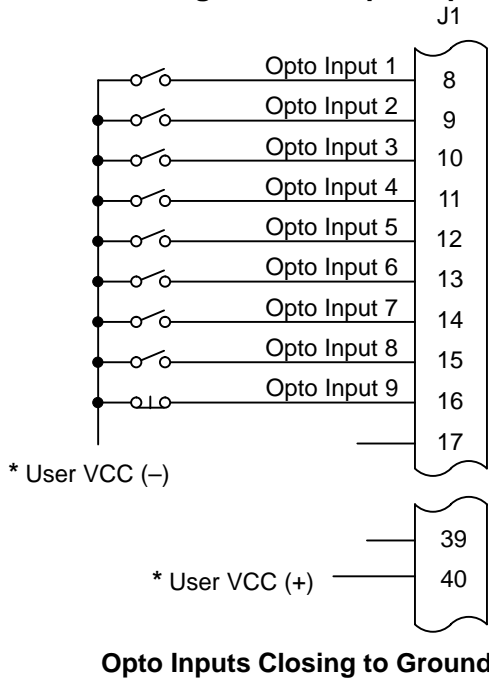 J1
Opto Input 1 8
Opto Input 2 9
Opto Input 3 10
Opto Input 4 11
Opto Input 5 12
Opto Input 6 13
Opto Input 7 14
Opto Input 8 15
Opto Input 9 16
17
* User VCC (–)
39
* User VCC (+) 40
Opto Inputs Closing to Ground